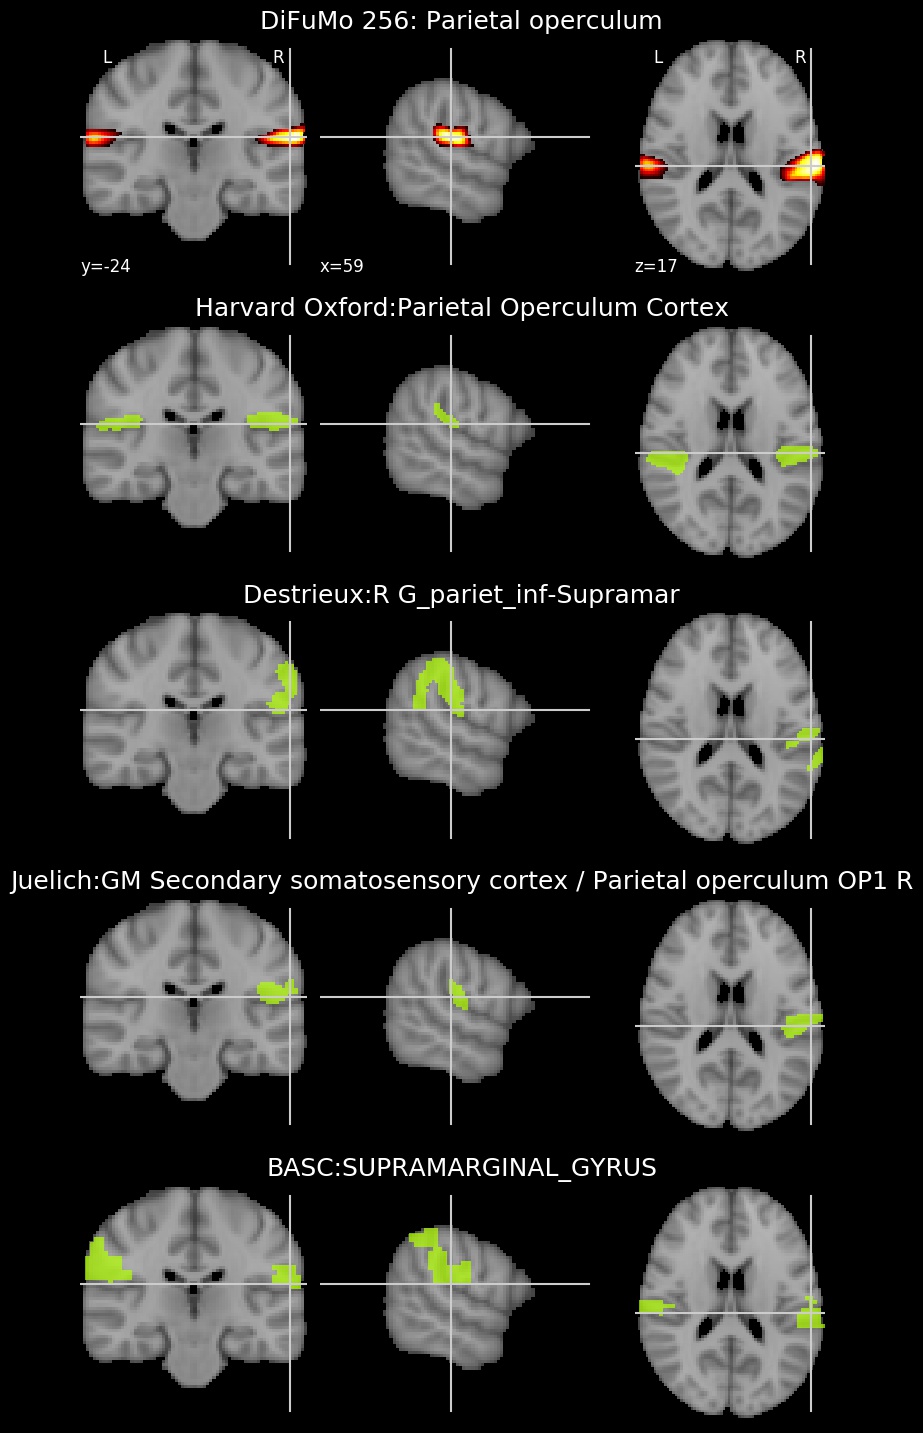 DiFuMo 256: Parietal operculum
L R L R
y=-24 x=59 z=17
Harvard Oxford:Parietal Operculum Cortex
Destrieux:R G_pariet_inf-Supramar
Juelich:GM Secondary somatosensory cortex / Parietal operculum OP1 R
BASC:SUPRAMARGINAL_GYRUS